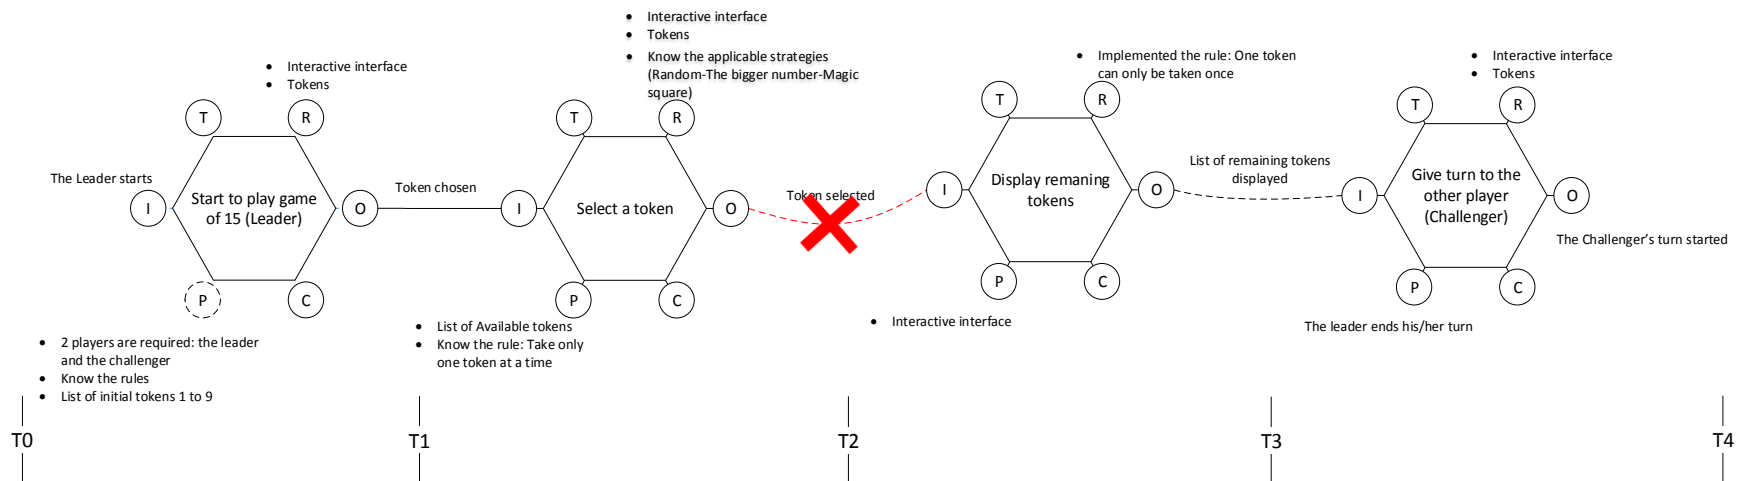 • Interactive interface
• Tokens
• Know the applicable strategies
(Random-The bigger number-Magic
square)
• Interactive interface
• Tokens
• Implemented the rule: One token
can only be taken once
• Interactive interface
• Tokens
T
R
The Leader starts
I
Start to play game
of 15 (Leader)
O
P
C
Token chosen
T
R
I
Select a token
O
P
C
Token selected
T
R
I
Display remaning
tokens
O
P
C
List of remaining tokens
displayed
T
R
I
Give turn to the
other player
(Challenger)
O
P
C
The Challenger's turn started
• 2 players are required: the leader
and the challenger
• Know the rules
• List of initial tokens 1 to 9
• List of Available tokens
• Know the rule: Take only
one token at a time
• Interactive interface
The leader ends his/her turn
T0
T1
T2
T3
T4